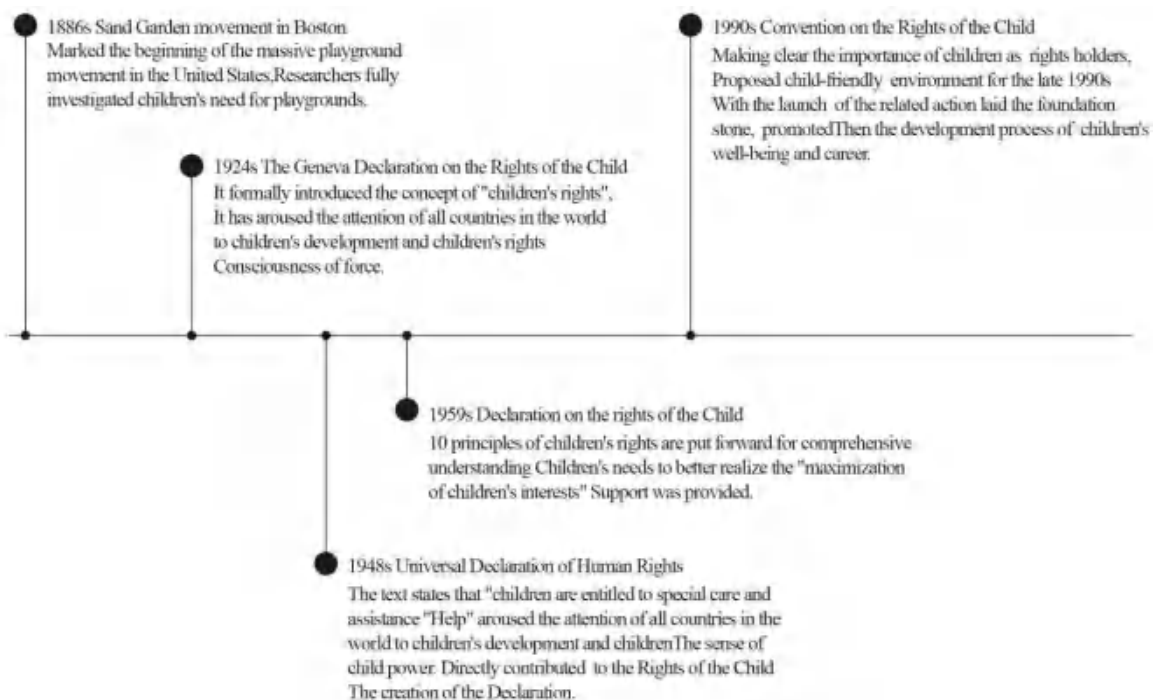 1886s Sand Garden movement in Boston
Marked the beginning of the massive playground
movement in the United States,Researchers fully
investigated children's need for playgrounds.
1924s The Geneva Declaration on the Rights of the Child
It formally introduced the concept of "children's rights",
It has aroused the attention of all countries in the world
to children's development and children's rights
Consciousness of force.
1948s Universal Declaration of Human Rights
The text states that "children are entitled to special care and
assistance "Help" aroused the attention of all countries in the
world to children's development and childrenThe sense of
child power. Directly contributed to the Rights of the Child
The creation of the Declaration.
1959s Declaration on the rights of the Child
10 principles of children's rights are put forward for comprehensive
understanding Children's needs to better realize the "maximization
of children's interests" Support was provided.
1990s Convention on the Rights of the Child
Making clear the importance of children as rights holders,
Proposed child-friendly environment for the late 1990s
With the launch of the related action laid the foundation
stone, promotedThen the development process of children's
well-being and career.